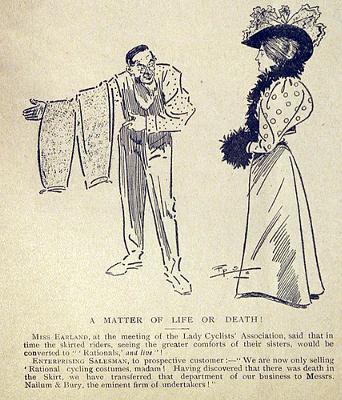 A MATTER OF LIFE OR DEATH!
MISS EARLAND, at the meeting of the Lady Cyclists' Association, said that in
time the skirted riders, seeing the greater comforts of their sisters, would be
converted to "'Rationals,' and live"!
ENTERPRISING SALESMAN, to prospective customer:—"We are now only selling
'Rational cycling costumes, madam! Having discovered that there was death in
the Skirt, we have transferred that department of our business to Messrs.
Nailum & Bury, the eminent firm of undertakers!"